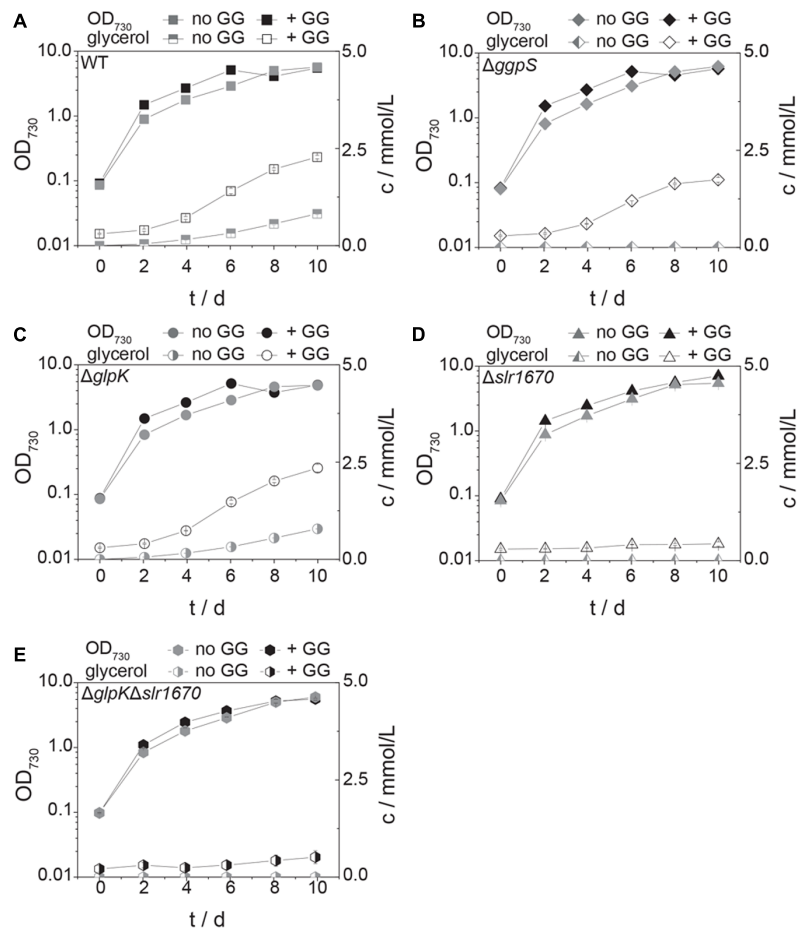 A
OD730 no GG + GG
glycerol no GG + GG
WT
10.0
1.0
0.1
0.01
OD730
5.0
2.5
0.0
c / mmol/L
0 2 4 6 8 10
t / d
B
OD730 no GG + GG
glycerol no GG + GG
ΔggpS
10.0
1.0
0.1
0.01
OD730
5.0
2.5
0.0
c / mmol/L
0 2 4 6 8 10
t / d
C
OD730 no GG + GG
glycerol no GG + GG
ΔglpK
10.0
1.0
0.1
0.01
OD730
5.0
2.5
0.0
c / mmol/L
0 2 4 6 8 10
t / d
D
OD730 no GG + GG
glycerol no GG + GG
Δslr1670
10.0
1.0
0.1
0.01
OD730
5.0
2.5
0.0
c / mmol/L
0 2 4 6 8 10
t / d
E
OD730 no GG + GG
glycerol no GG + GG
ΔglpKΔslr1670
10.0
1.0
0.1
0.01
OD730
5.0
2.5
0.0
c / mmol/L
0 2 4 6 8 10
t / d